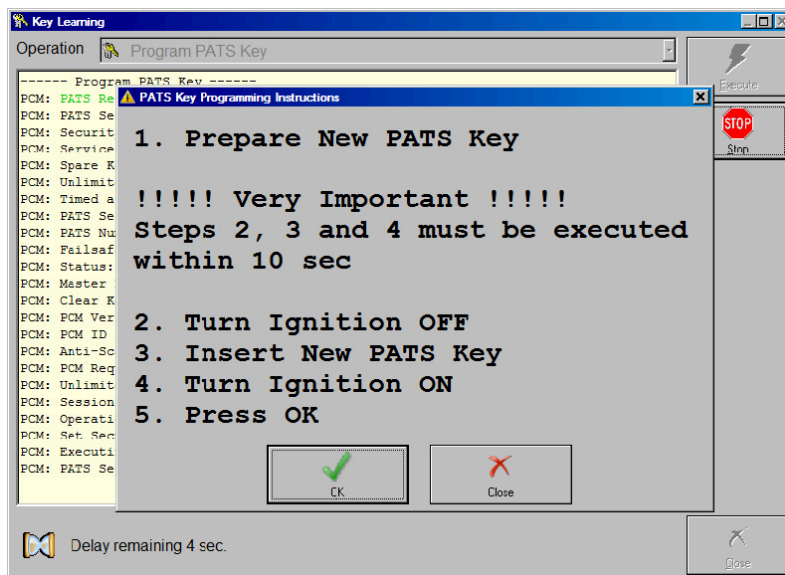 Key Learning
Operation Program PATS Key
------ Program PATS Key ------
PCM: PATS Re
PCM: PATS Se
PCM: Securit
PCM: Service
PCM: Spare K
PCM: Unlimit
PCM: Timed a
PCM: PATS Se
PCM: PATS Nu
PCM: Failsaf
PCM: Status:
PCM: Master
PCM: Clear K
PCM: PCM Ver
PCM: PCM ID
PCM: Anti-Sc
PCM: PCM Req
PCM: Unlimit
PCM: Session
PCM: Operati
PCM: Set Sec
PCM: Executi
PCM: PATS Se
PATS Key Programming Instructions
1. Prepare New PATS Key
!!!!! Very Important !!!!!
Steps 2, 3 and 4 must be executed
within 10 sec
2. Turn Ignition OFF
3. Insert New PATS Key
4. Turn Ignition ON
5. Press OK
OK
Close
Execute
STOP
Stop
Delay remaining 4 sec.
Close